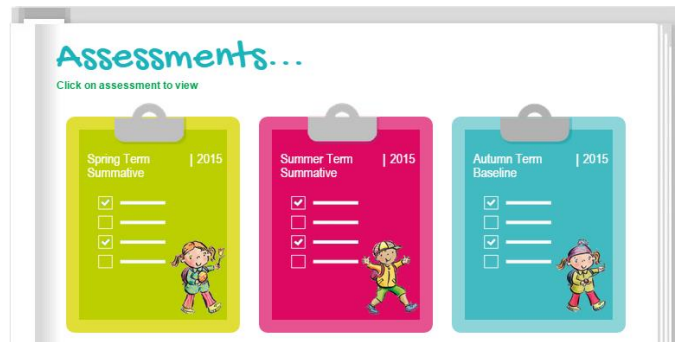 Assessments...
Click on assessment to view
Spring Term | 2015
Summative
Summer Term | 2015
Summative
Autumn Term | 2015
Baseline